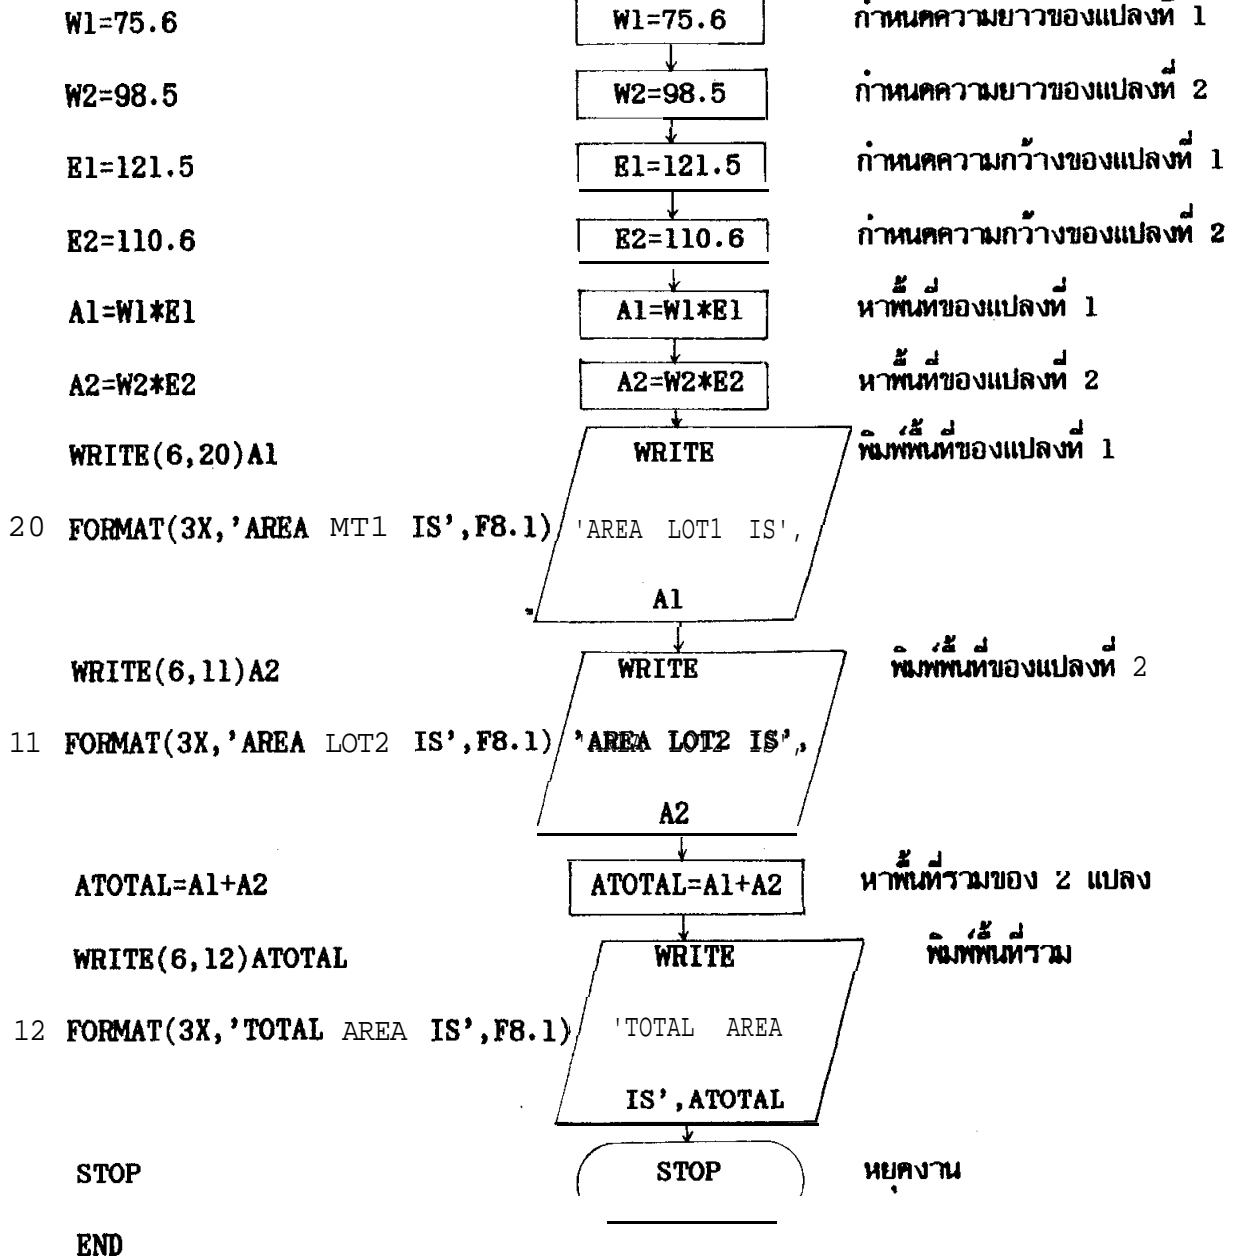 W1=75.6 W1=75.6 กำหนดความยาวของแปลงที่ 1
W2=98.5 W2=98.5 กำหนดความยาวของแปลงที่ 2
E1=121.5 E1=121.5 กำหนดความกว้างของแปลงที่ 1
E2=110.6 E2=110.6 กำหนดความกว้างของแปลงที่ 2
A1=W1*E1 A1=W1*E1 หาพื้นที่ของแปลงที่ 1
A2=W2*E2 A2=W2*E2 หาพื้นที่ของแปลงที่ 2
WRITE(6,20)A1 WRITE พิมพ์พื้นที่ของแปลงที่ 1
20 FORMAT(3X,'AREA MT1 IS',F8.1) 'AREA LOT1 IS',
A1
WRITE(6,11)A2 WRITE พิมพ์พื้นที่ของแปลงที่ 2
11 FORMAT(3X,'AREA LOT2 IS',F8.1) 'AREA LOT2 IS',
A2
ATOTAL=A1+A2 ATOTAL=A1+A2 หาพื้นที่รวมของ 2 แปลง
WRITE(6,12)ATOTAL WRITE พิมพ์พื้นที่รวม
12 FORMAT(3X,'TOTAL AREA IS',F8.1) 'TOTAL AREA
IS',ATOTAL
STOP STOP หยุดงาน
END